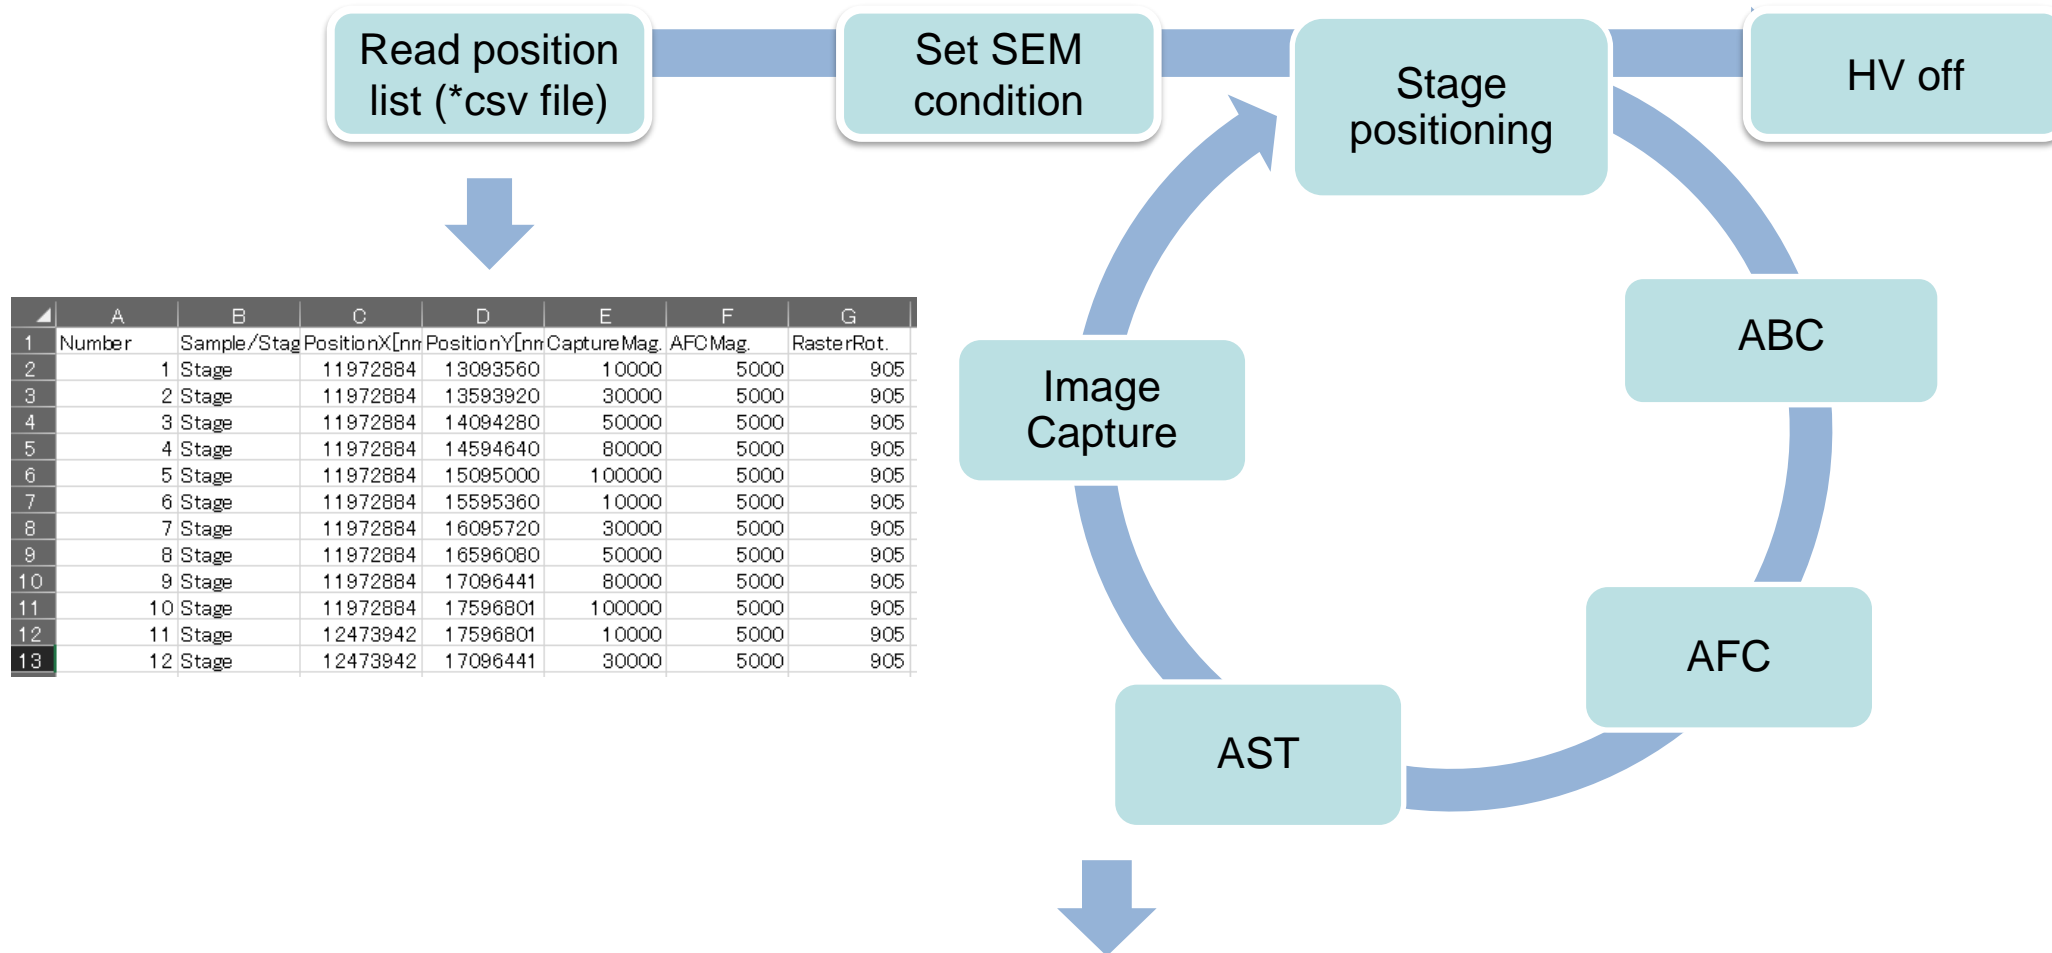 Read position
list (*csv file)
Set SEM
condition
Stage
positioning
HV off
ABC
AFC
AST
Image
Capture
A B C D E F G
1 Number Sample/Stag PositionX[nm PositionY[nm CaptureMag. AFCMag. RasterRot.
2 1 Stage 11972884 13093560 10000 5000 905
3 2 Stage 11972884 13593920 30000 5000 905
4 3 Stage 11972884 14094280 50000 5000 905
5 4 Stage 11972884 14594640 80000 5000 905
6 5 Stage 11972884 15095000 100000 5000 905
7 6 Stage 11972884 15595360 10000 5000 905
8 7 Stage 11972884 16095720 30000 5000 905
9 8 Stage 11972884 16596080 50000 5000 905
10 9 Stage 11972884 17096441 80000 5000 905
11 10 Stage 11972884 17596801 100000 5000 905
12 11 Stage 12473942 17596801 10000 5000 905
13 12 Stage 12473942 17096441 30000 5000 905